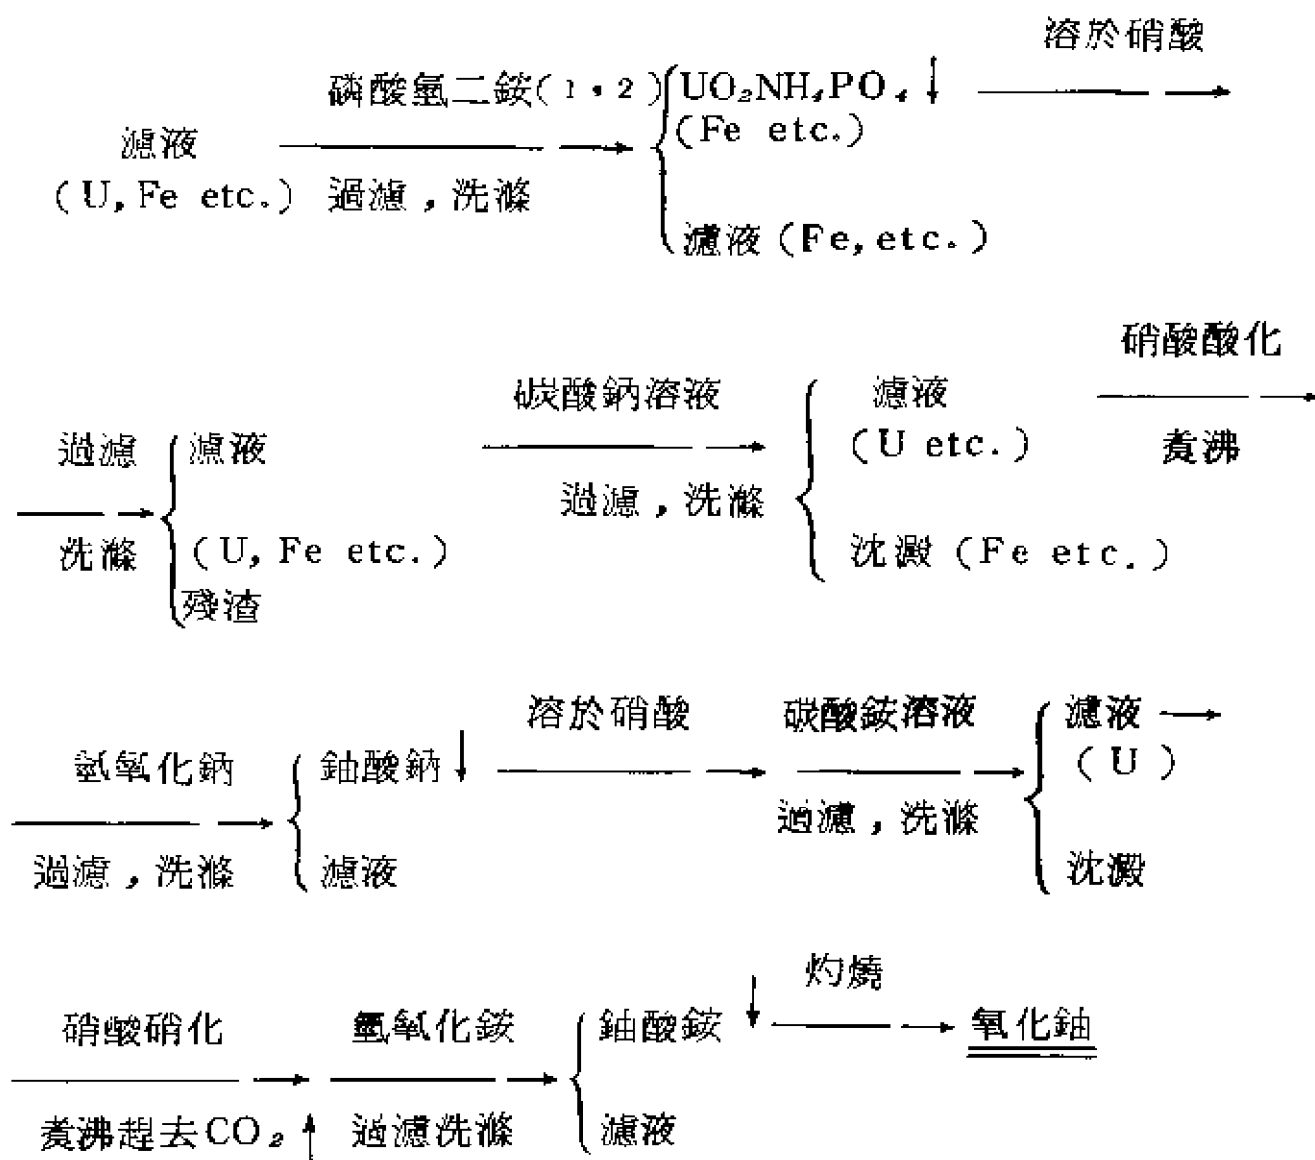 溶於硝酸
磷酸氫二銨(1·2) UO₂NH₄PO₄↓
濾液 (Fe etc.)
(U, Fe etc.) 過濾，洗滌
濾液 (Fe, etc.)
硝酸酸化
碳酸鈉溶液 濾液
過濾 濾液 (U etc.) 煮沸
過濾，洗滌
洗滌 (U, Fe etc.) 沈澱 (Fe etc.)
殘渣
溶於硝酸 碳酸銨溶液 濾液
氫氧化鈉 鈾酸鈉↓ (U)
過濾，洗滌
過濾，洗滌 濾液 沈澱
灼燒
硝酸硝化 氫氧化銨 鈾酸銨↓ 氧化鈾
煮沸趕去CO₂↑ 過濾洗滌 濾液